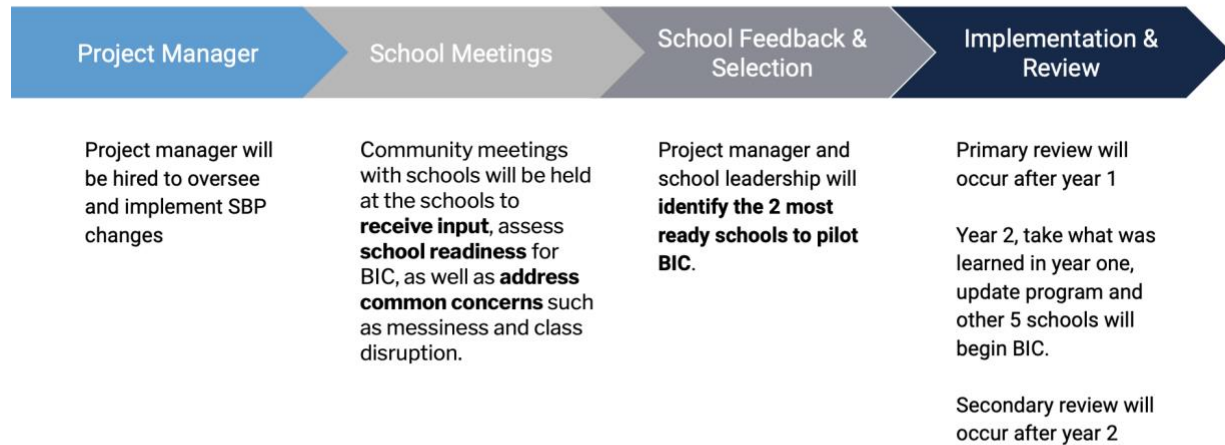 Project Manager
School Meetings
School Feedback &
Selection
Implementation &
Review
Project manager will
be hired to oversee
and implement SBP
changes
Community meetings
with schools will be held
at the schools to
receive input, assess
school readiness for
BIC, as well as address
common concerns such
as messiness and class
disruption.
Project manager and
school leadership will
identify the 2 most
ready schools to pilot
BIC.
Primary review will
occur after year 1
Year 2, take what was
learned in year one,
update program and
other 5 schools will
begin BIC.
Secondary review will
occur after year 2